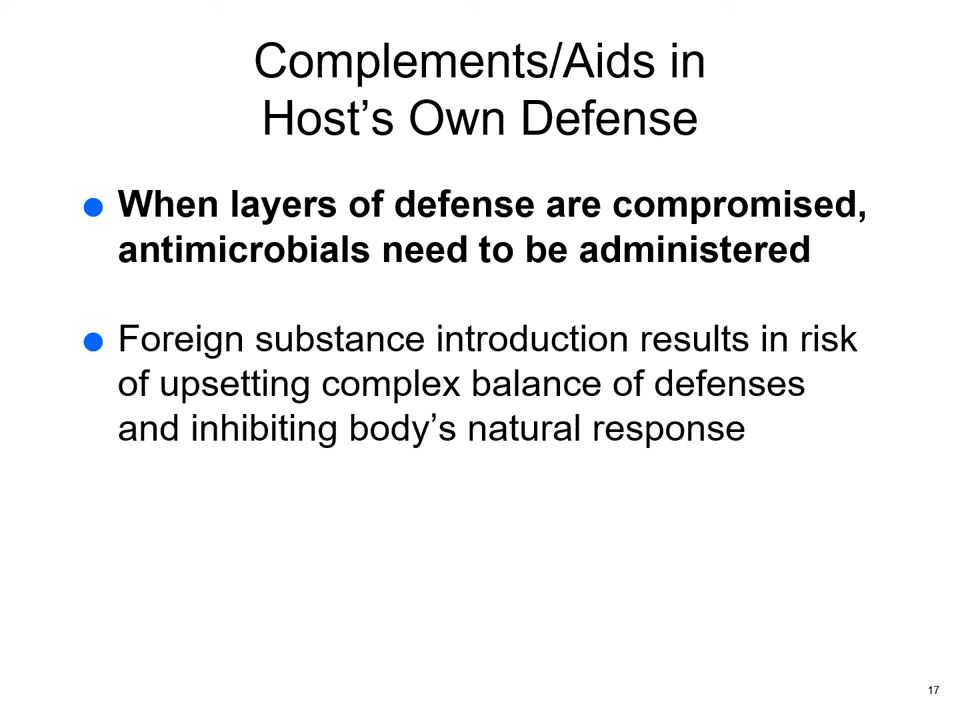 Complements/Aids in
Host’s Own Defense
● When layers of defense are compromised,
antimicrobials need to be administered
● Foreign substance introduction results in risk
of upsetting complex balance of defenses
and inhibiting body’s natural response
17